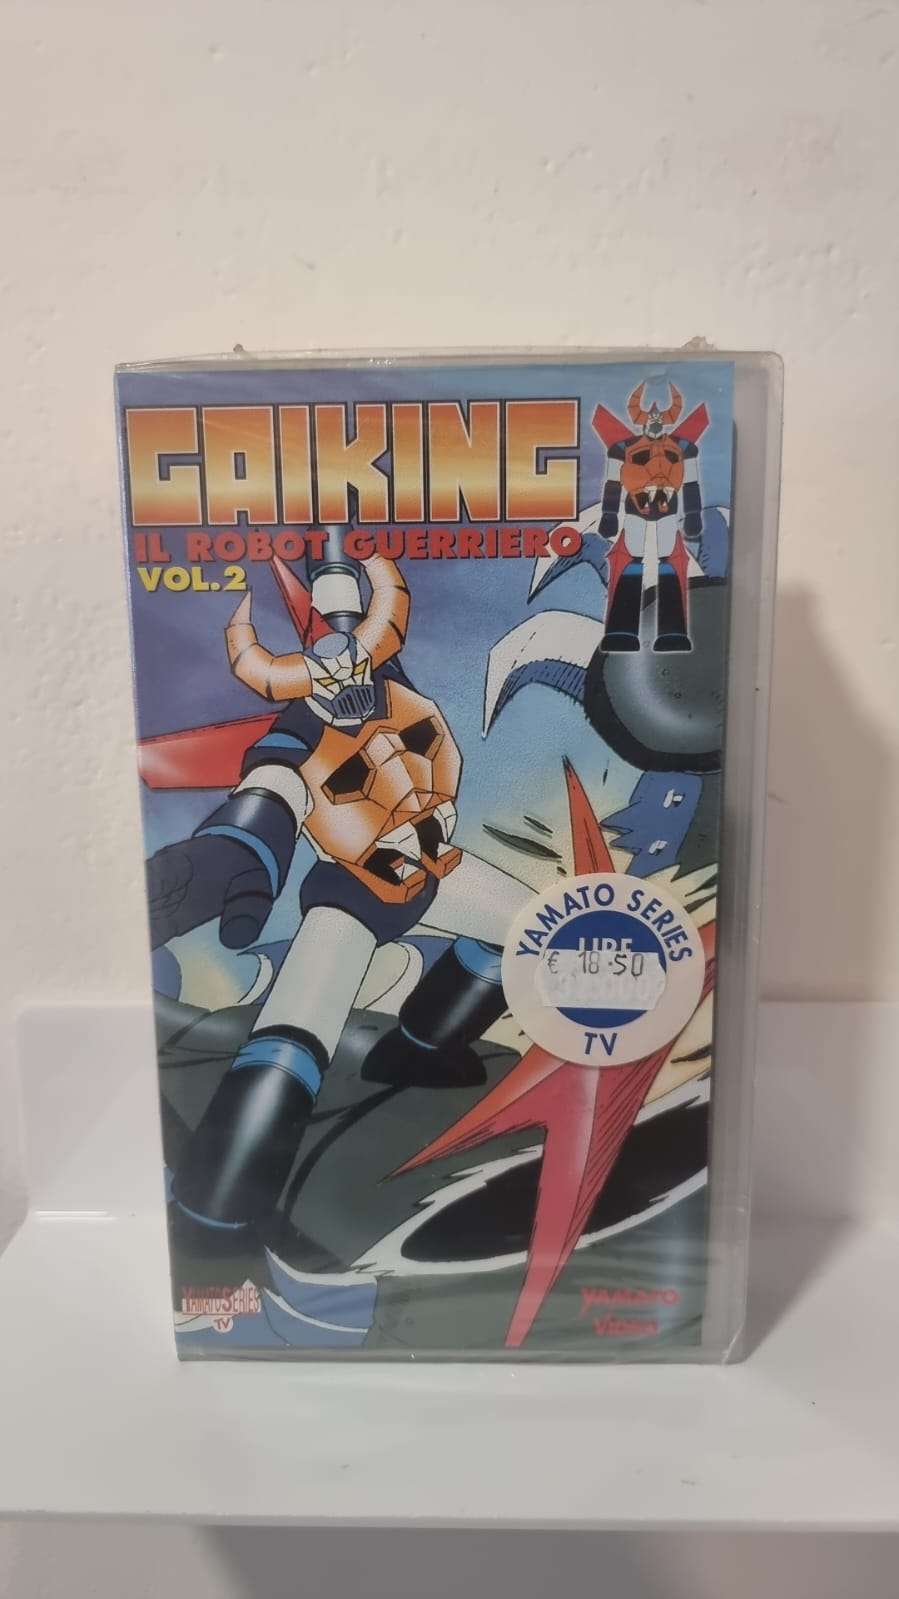 GAIKING
IL ROBOT GUERRIERO
VOL.2
YAMATO SERIES
LIRE
€ 18.50
TV
YAMATO SERIES
TV
YAMATO
VIDEO